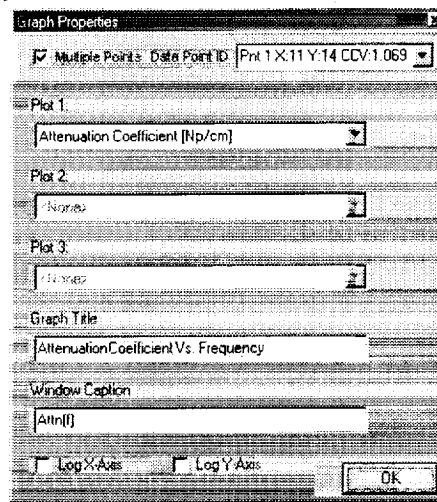 Graph Properties
Multiple Points Data Point ID Pnt 1 X:11 Y:14 CCV:1.069
Plot 1:
Attenuation Coefficient [Np/cm]
Plot 2:
<None>
Plot 3:
<None>
Graph Title
AttenuationCoefficient Vs. Frequency
Window Caption
Attn[f]
Log X-Axis Log Y-Axis
OK